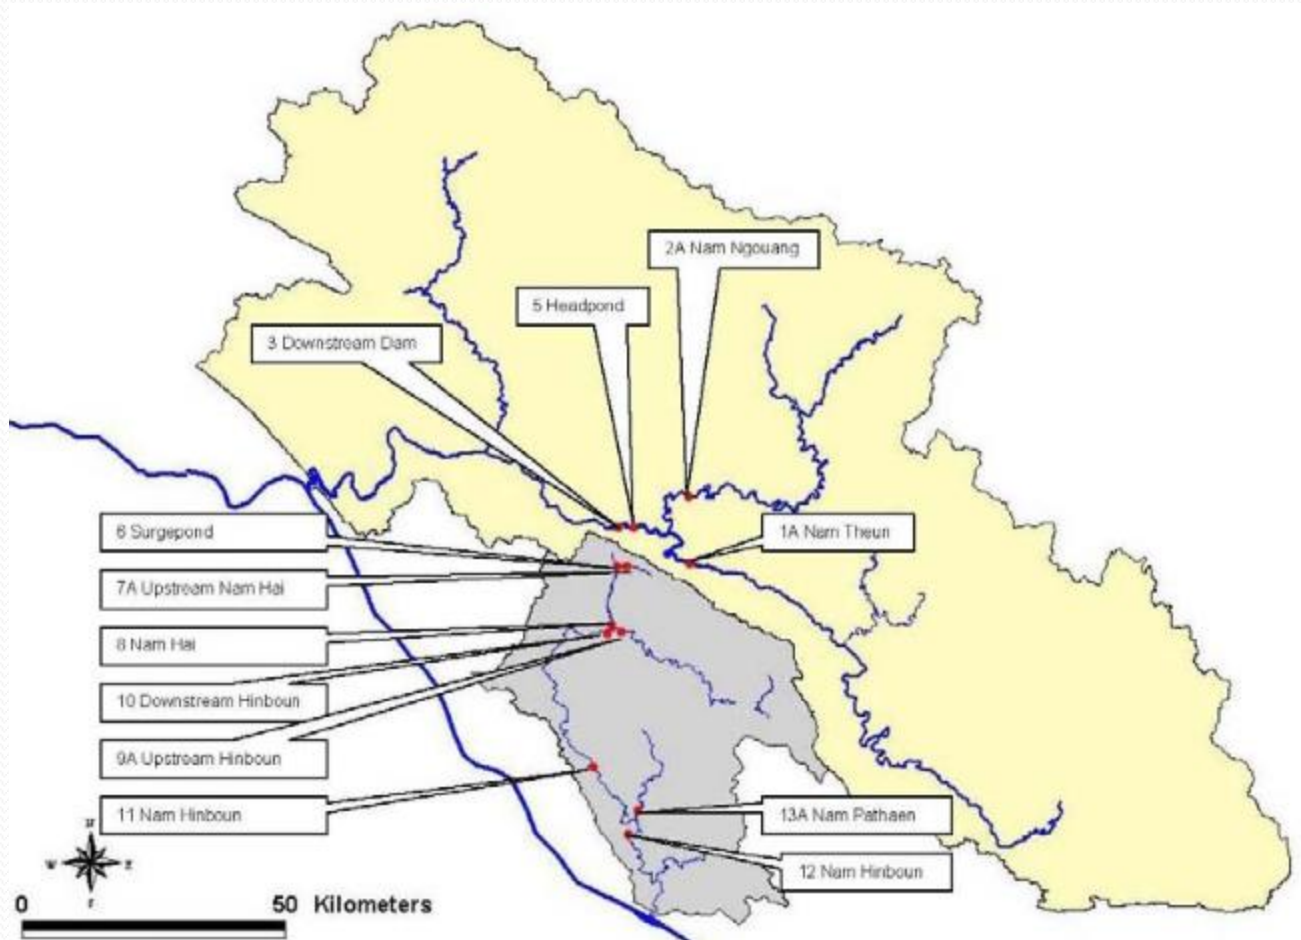 2A Nam Ngouang
5 Headpond
3 Downstream Dam
6 Surgepond
1A Nam Theun
7A Upstream Nam Hai
8 Nam Hai
10 Downstream Hinboun
9A Upstream Hinboun
11 Nam Hinboun
13A Nam Pathaen
12 Nam Hinboun
W
0 50 Kilometers